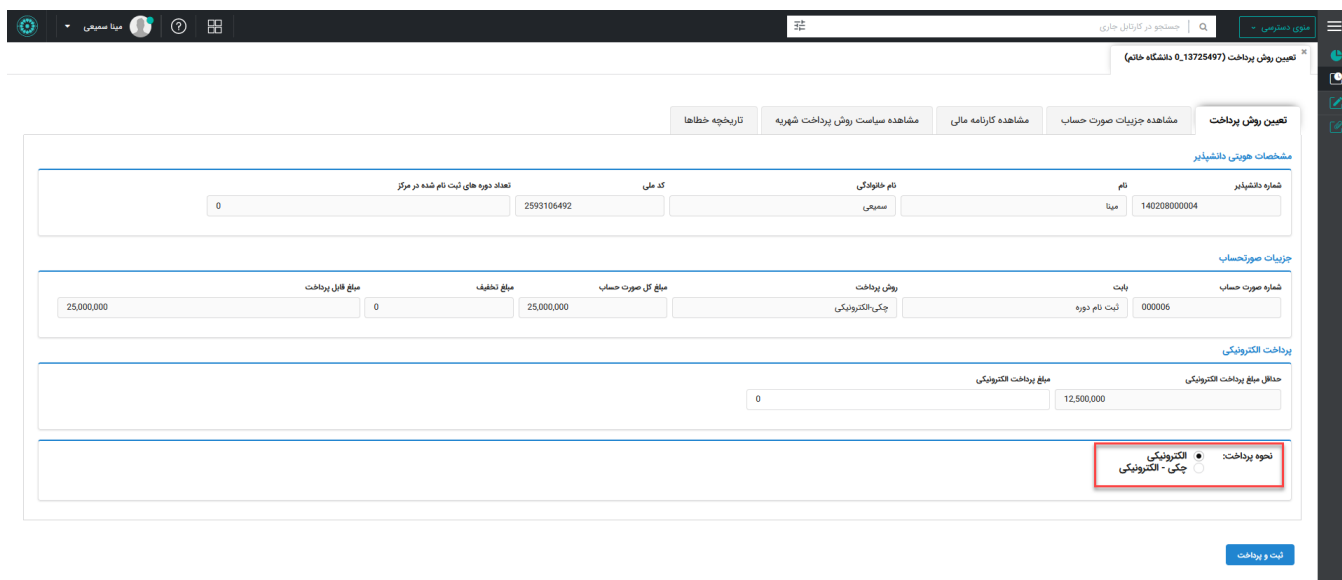 منوی دسترسی
جستجو در کارتابل جاری
مینا سمیعی
تعیین روش پرداخت (13725497_0 دانشگاه خاتم)
تعیین روش پرداخت
مشاهده جزییات صورت حساب
مشاهده کارنامه مالی
مشاهده سیاست روش پرداخت شهریه
تاریخچه خطاها
مشخصات هویتی دانشپذیر
شماره دانشپذیر نام نام خانوادگی کد ملی تعداد دوره های ثبت نام شده در مرکز
140208000004 مینا سمیعی 2593106492 0
جزییات صورتحساب
شماره صورت حساب بابت روش پرداخت مبلغ کل صورت حساب مبلغ تخفیف مبلغ قابل پرداخت
000006 ثبت نام دوره چکی-الکترونیکی 25,000,000 0 25,000,000
پرداخت الکترونیکی
حداقل مبلغ پرداخت الکترونیکی مبلغ پرداخت الکترونیکی
12,500,000 0
نحوه پرداخت: الکترونیکی
چکی - الکترونیکی
ثبت و پرداخت